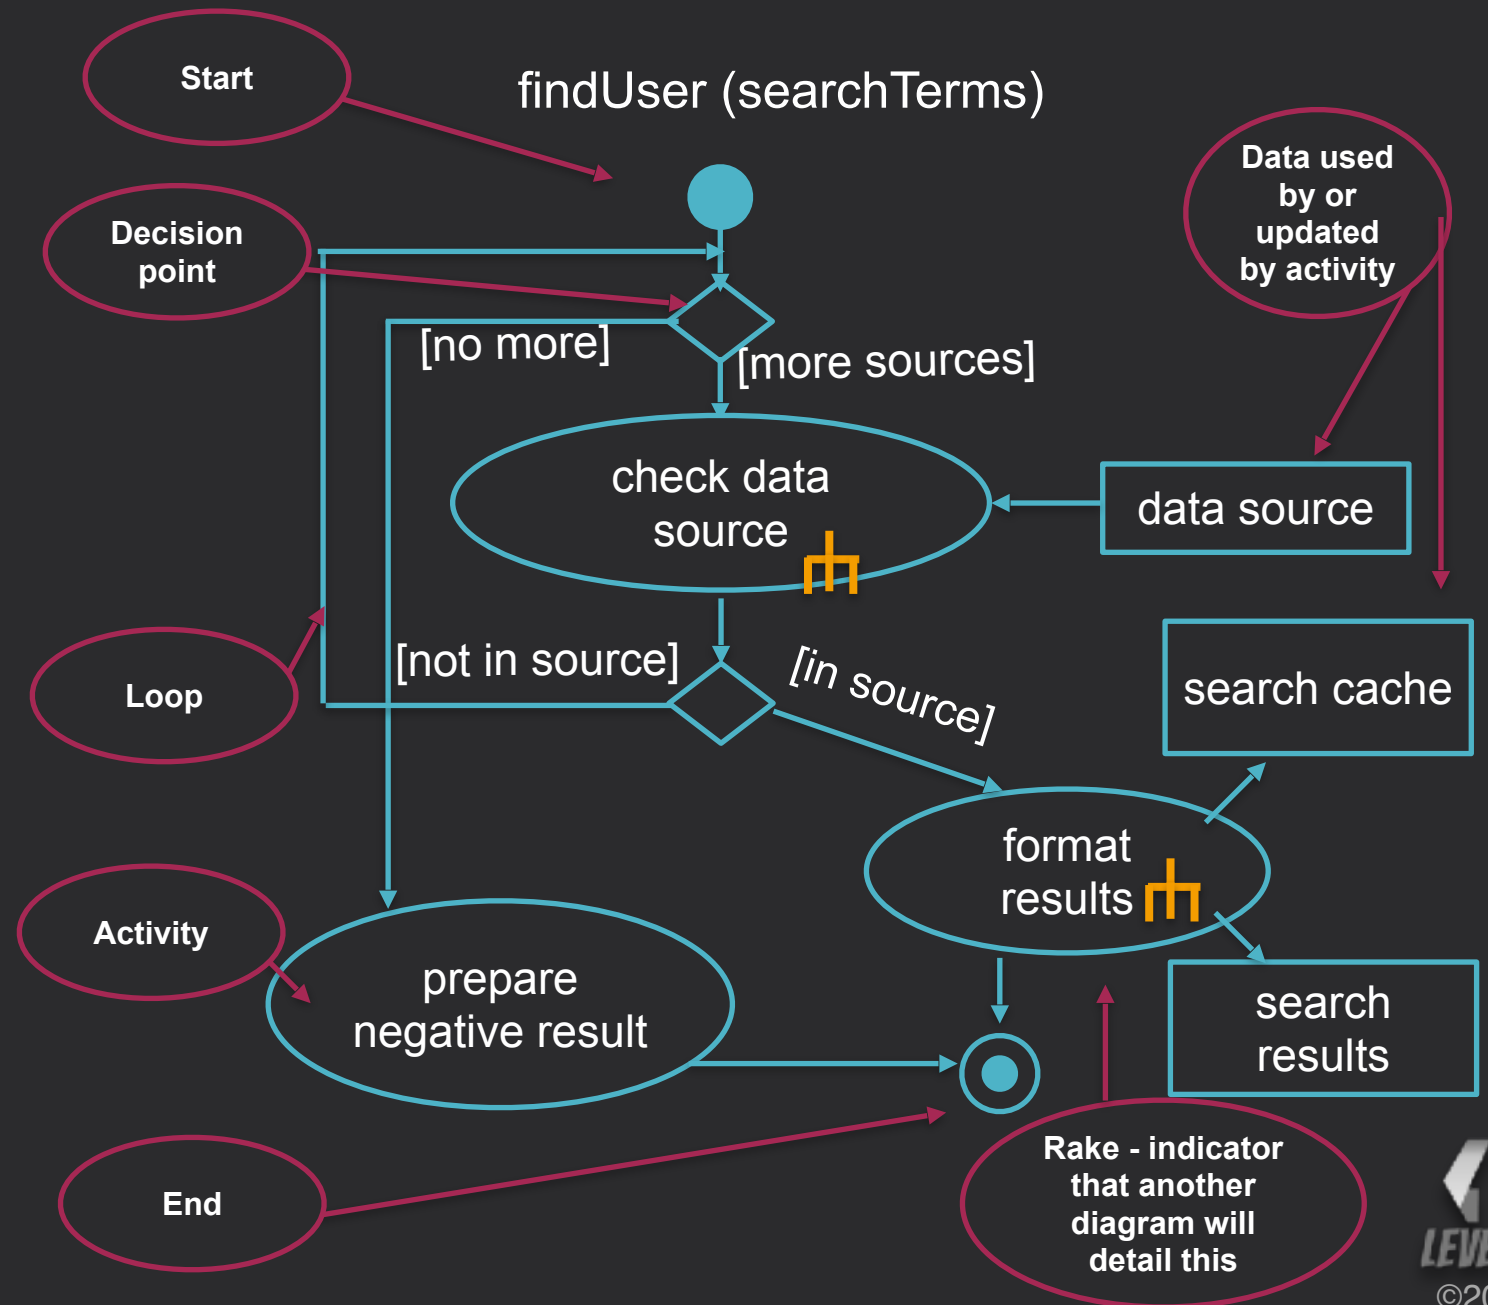 Start
findUser (searchTerms)
Data used
by or
updated
by activity
Decision
point
[no more]
[more sources]
check data
source
data source
[not in source]
[in source]
search cache
Loop
format
results
Activity
prepare
negative result
search
results
Rake - indicator
that another
diagram will
detail this
End